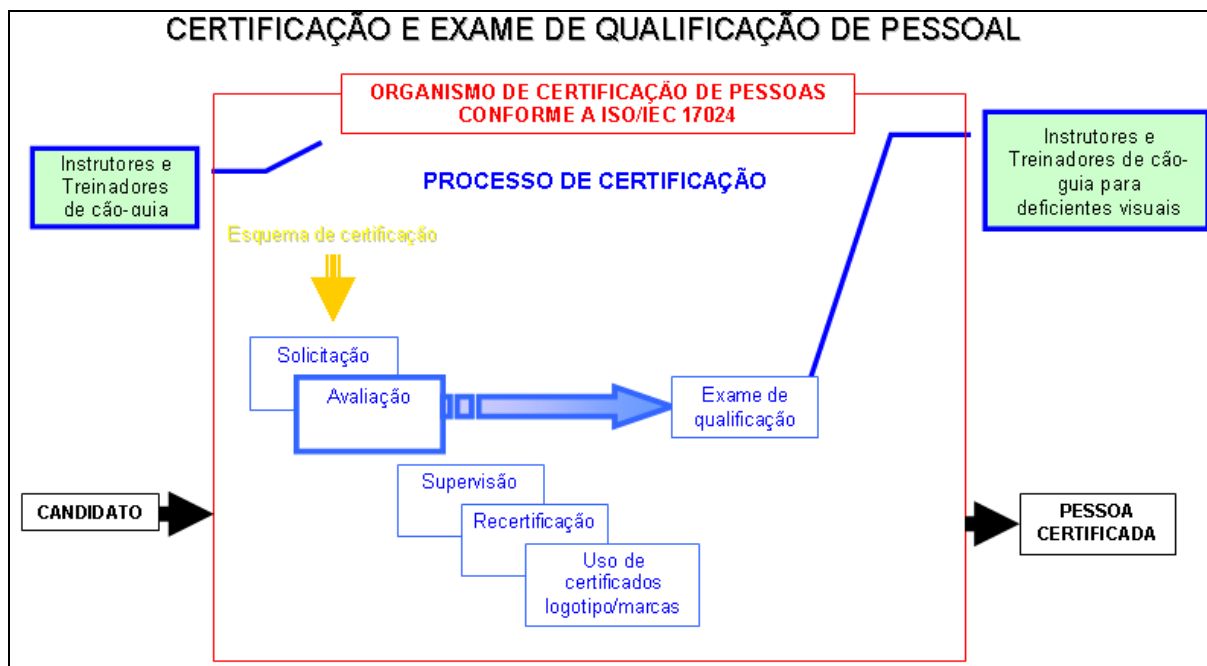 CERTIFICAÇÃO E EXAME DE QUALIFICAÇÃO DE PESSOAL
ORGANISMO DE CERTIFICAÇÃO DE PESSOAS
CONFORME A ISO/IEC 17024
Instrutores e
Treinadores
de cão-guia
PROCESSO DE CERTIFICAÇÃO
Instrutores e
Treinadores de cão-
guia para
deficientes visuais
Esquema de certificação
Solicitação
Avaliação
Exame de
qualificação
Supervisão
Recertificação
Uso de
certificados
logotipo/marcas
CANDIDATO
PESSOA
CERTIFICADA